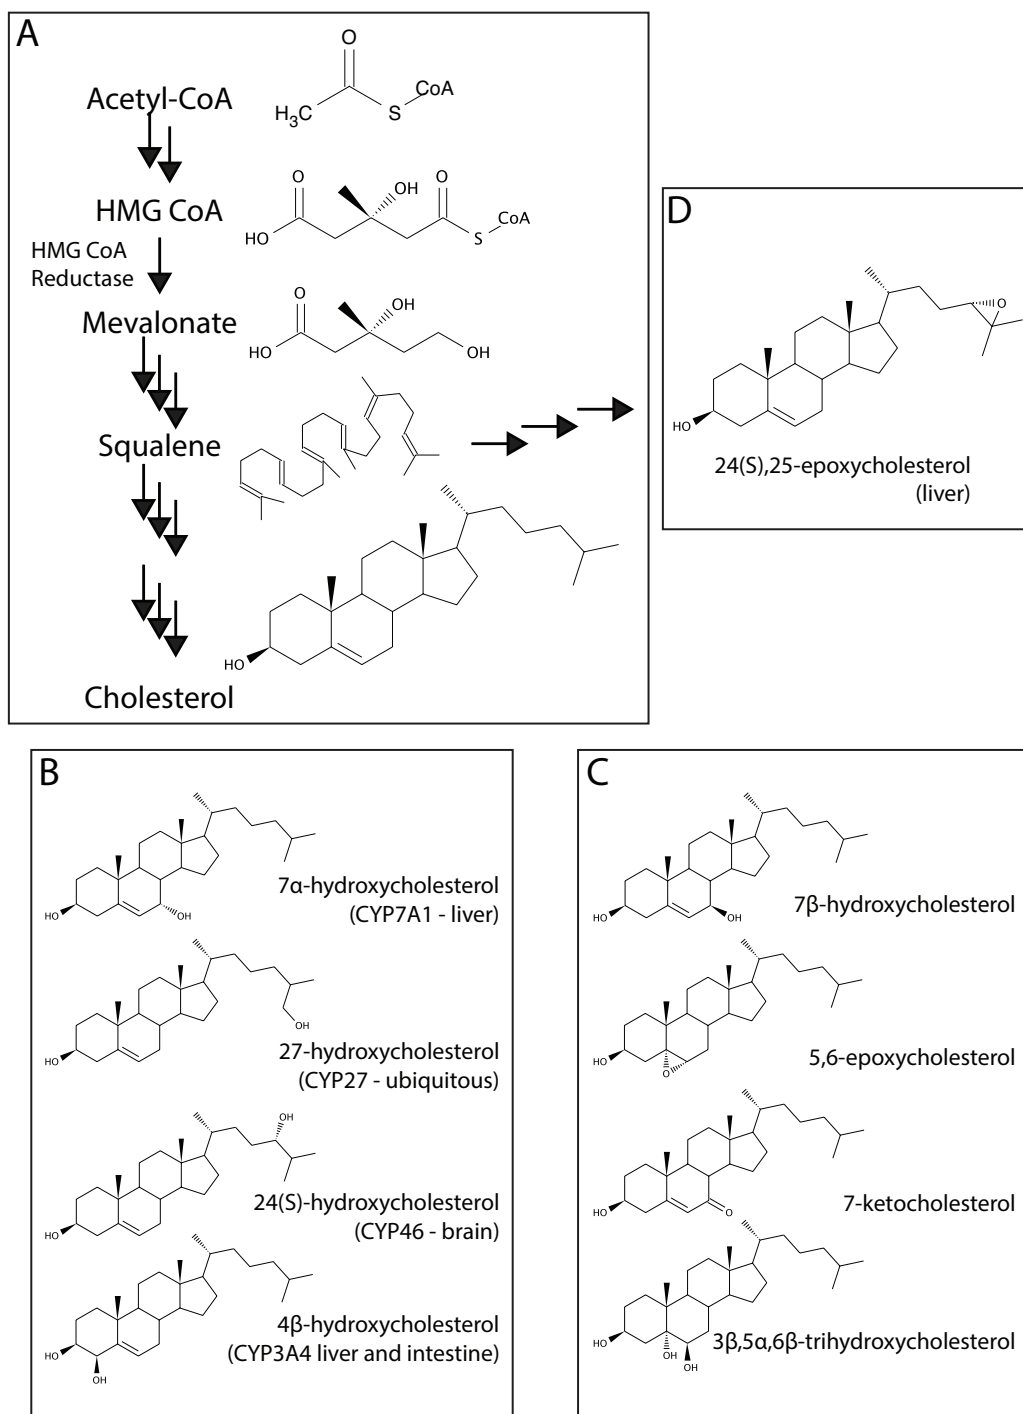 A
Acetyl-CoA
O
H3C
S
CoA
HMG CoA
O
OH
O
HO
S
CoA
HMG CoA
Reductase
Mevalonate
O
OH
HO
OH
Squalene
HO
Cholesterol
D
O
HO
24(S),25-epoxycholesterol
(liver)
B
HO
OH
7α-hydroxycholesterol
(CYP7A1 - liver)
OH
HO
27-hydroxycholesterol
(CYP27 - ubiquitous)
OH
HO
24(S)-hydroxycholesterol
(CYP46 - brain)
HO
OH
4β-hydroxycholesterol
(CYP3A4 liver and intestine)
C
HO
OH
7β-hydroxycholesterol
HO
O
5,6-epoxycholesterol
HO
O
7-ketocholesterol
HO
OH
OH
3β,5α,6β-trihydroxycholesterol